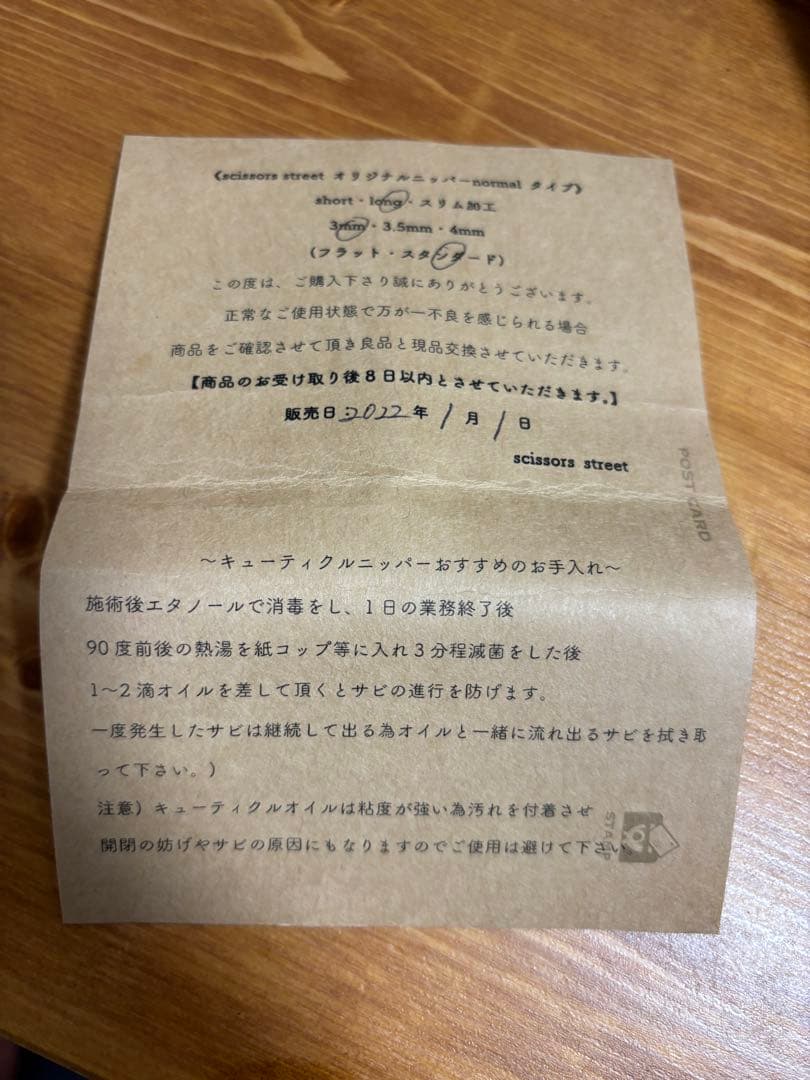 《scissors street オリジナルニッパーnormal タイプ》
short・long・スリム加工
3mm・3.5mm・4mm
(フラット・スタンダード)
この度は、ご購入下さり誠にありがとうございます。
正常なご使用状態で万が一不良を感じられる場合
商品をご確認させて頂き良品と現品交換させていただきます。
【商品のお受け取り後8日以内とさせていただきます。】
販売日:2022年 1月 1日
scissors street
POST CARD
～キューティクルニッパーおすすめのお手入れ～
施術後エタノールで消毒をし、1日の業務終了後
90度前後の熱湯を紙コップ等に入れ3分程滅菌をした後
1～2滴オイルを差して頂くとサビの進行を防げます。
一度発生したサビは継続して出る為オイルと一緒に流れ出るサビを拭き取
って下さい。)
注意)キューティクルオイルは粘度が強い為汚れを付着させ
開閉の妨げやサビの原因にもなりますのでご使用は避けて下さい。
STAMP